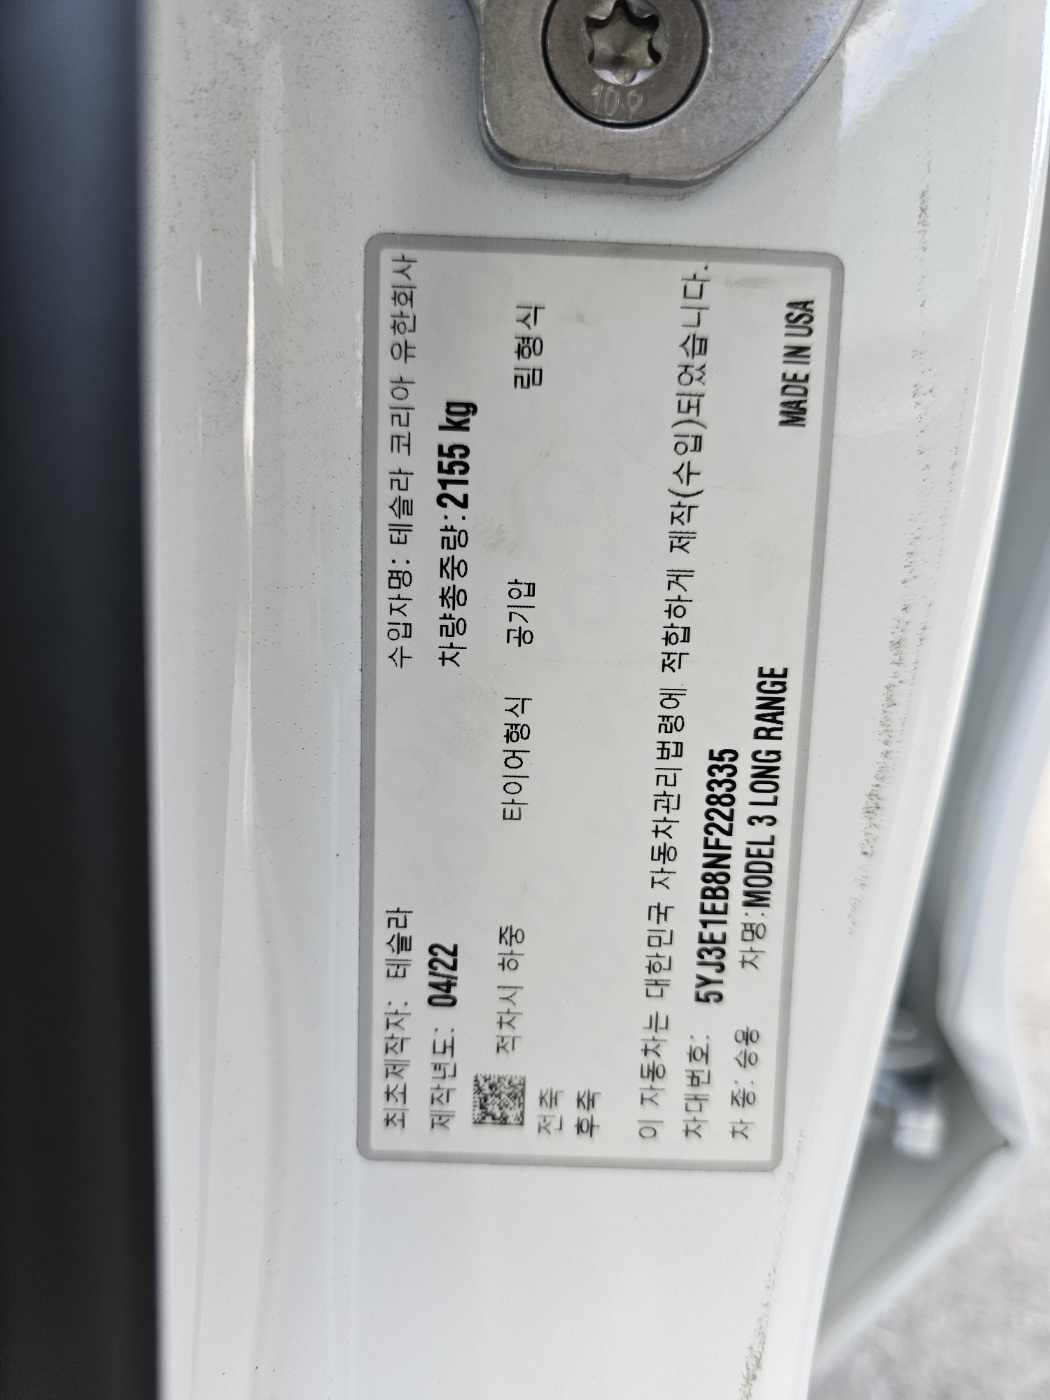 10.9
최초제작자: 테슬라 수입자명: 테슬라 코리아 유한회사
제작년도: 04/22 차량총중량: 2155 kg
적차시 하중 타이어형식 공기압 림형식
전축
후축
이 자동차는 대한민국 자동차관리법령에 적합하게 제작(수입)되었습니다.
차대번호: 5YJ3E1EB8NF228335
차 종: 승용 차명: MODEL 3 LONG RANGE MADE IN USA